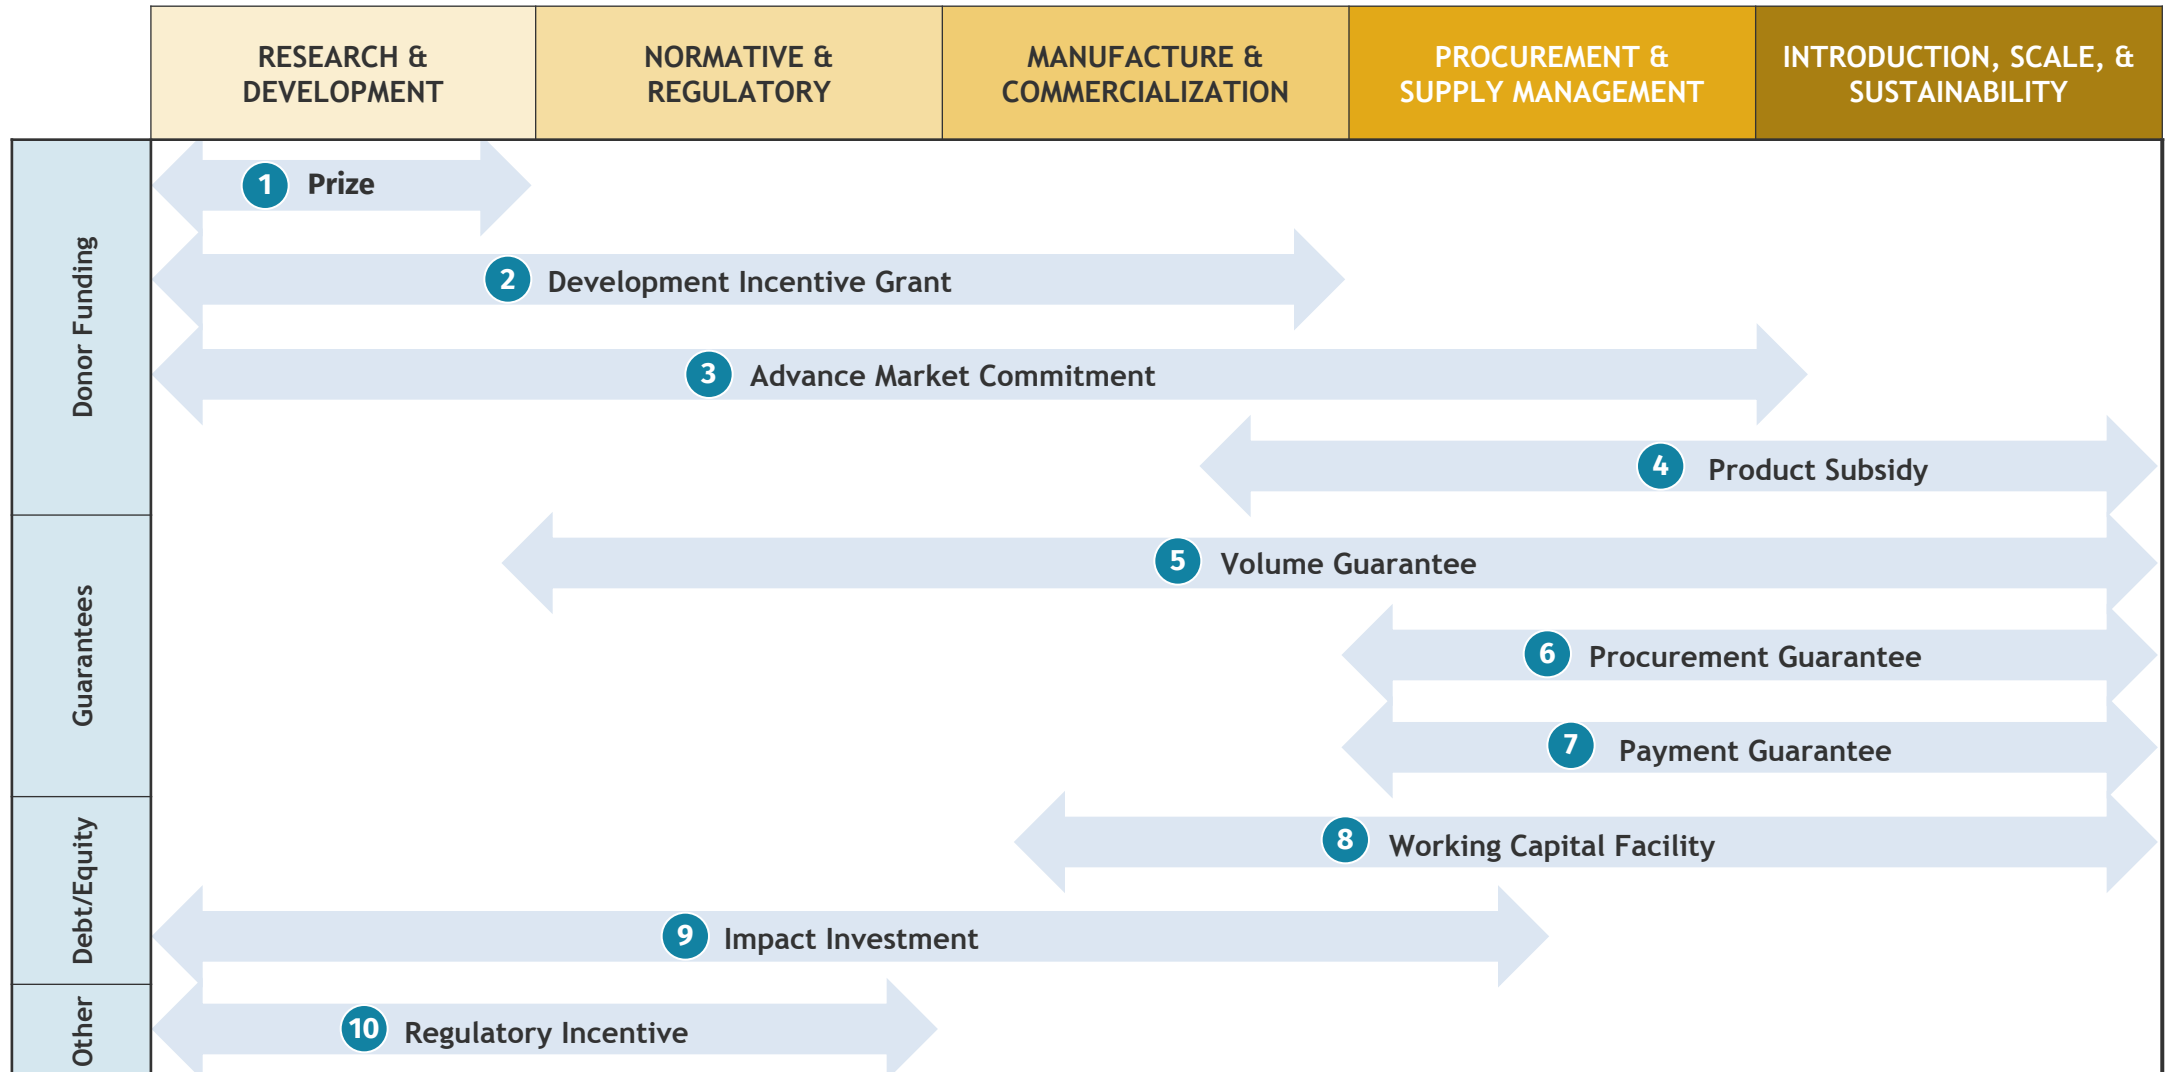 RESEARCH &
DEVELOPMENT
NORMATIVE &
REGULATORY
MANUFACTURE &
COMMERCIALIZATION
PROCUREMENT &
SUPPLY MANAGEMENT
INTRODUCTION, SCALE, &
SUSTAINABILITY
Donor Funding
1 Prize
2 Development Incentive Grant
3 Advance Market Commitment
4 Product Subsidy
Guarantees
5 Volume Guarantee
6 Procurement Guarantee
7 Payment Guarantee
Debt/Equity
8 Working Capital Facility
9 Impact Investment
Other
10 Regulatory Incentive